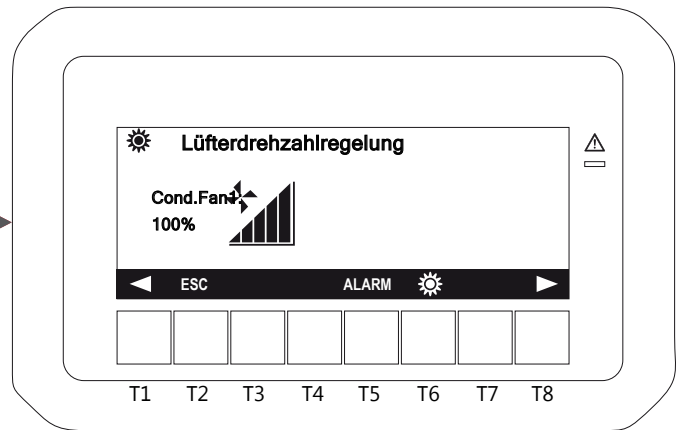 Lüfterdrehzahlregelung
Cond.Fan1
100%
ESC ALARM
T1 T2 T3 T4 T5 T6 T7 T8